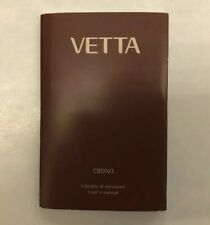 VETTA
CRONO
Libretto di istruzioni
User's manual